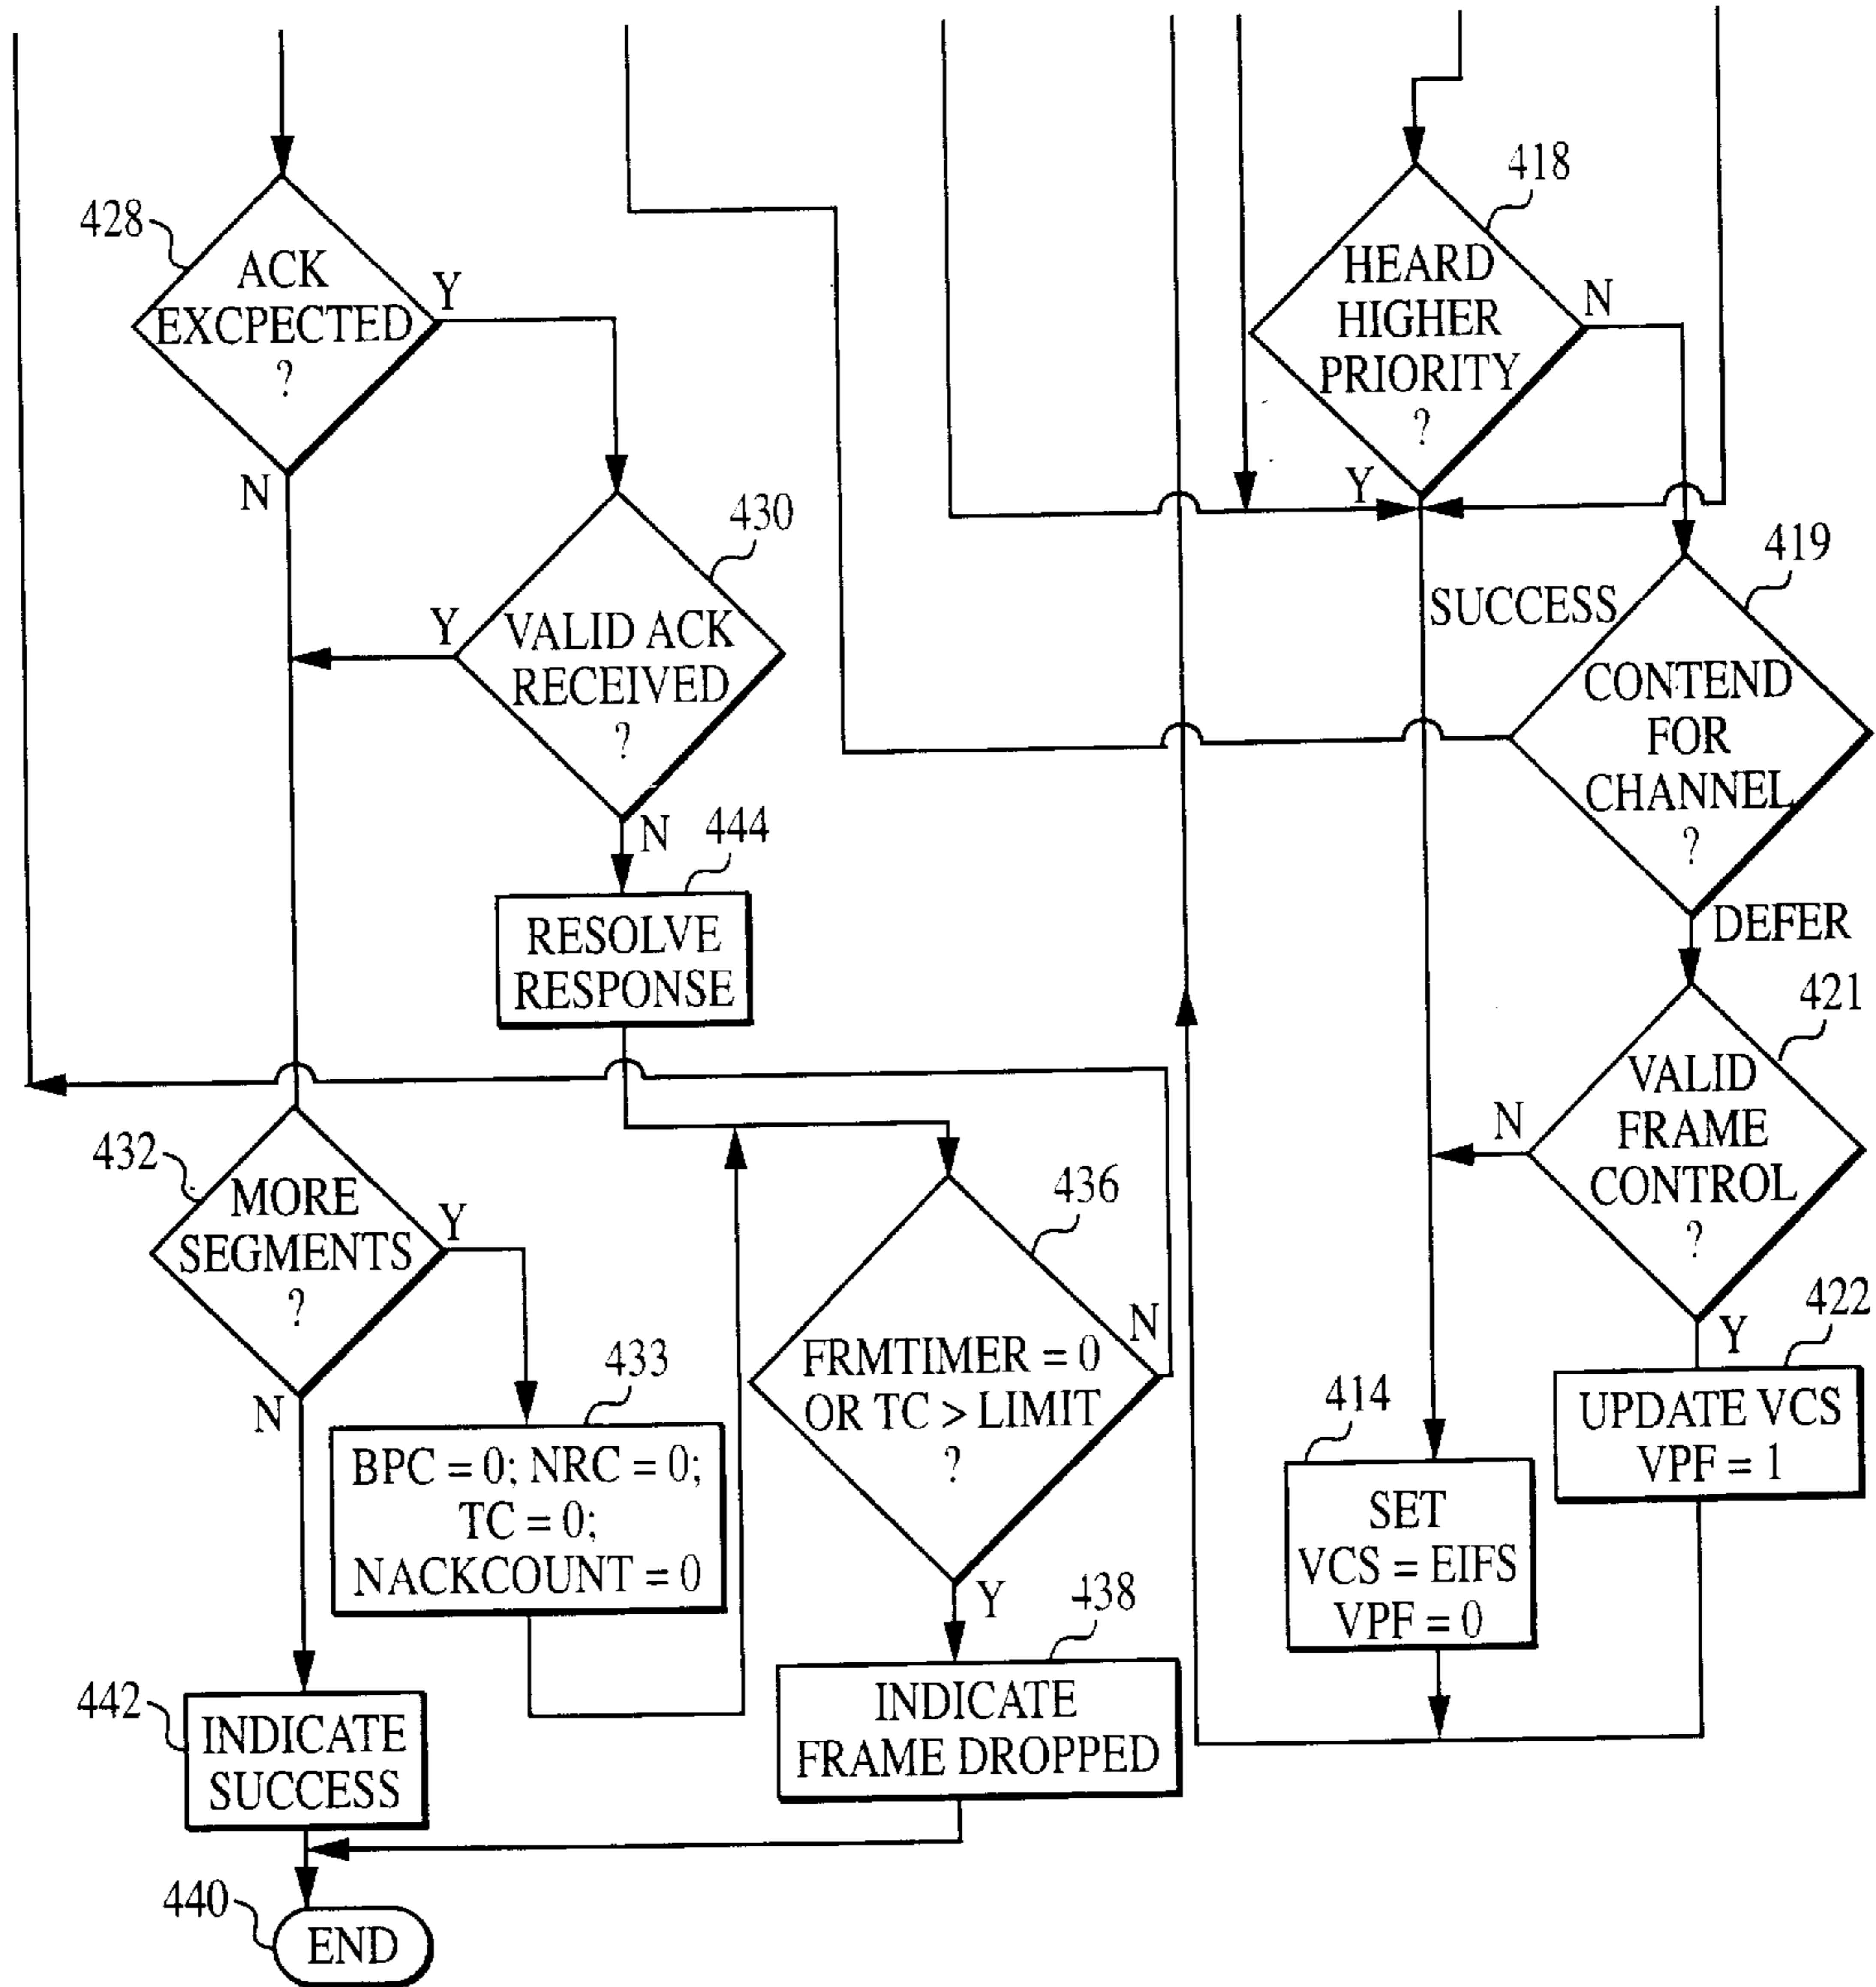 418
HEARD
HIGHER
PRIORITY
?
N
Y
428
ACK
EXCPECTED
?
Y
N
430
VALID ACK
RECEIVED
?
Y
N
419
SUCCESS
CONTEND
FOR
CHANNEL
?
DEFER
444
RESOLVE
RESPONSE
421
VALID
FRAME
CONTROL
?
N
Y
432
MORE
SEGMENTS
?
Y
N
436
FRMTIMER = 0
OR TC > LIMIT
?
N
Y
422
UPDATE VCS
VPF = 1
433
BPC = 0; NRC = 0;
TC = 0;
NACKCOUNT = 0
414
SET
VCS = EIFS
VPF = 0
438
INDICATE
FRAME DROPPED
442
INDICATE
SUCCESS
440
END